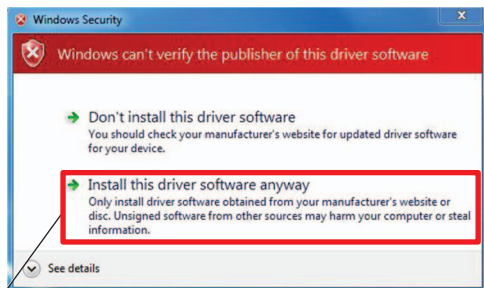 Windows Security
x
Windows can't verify the publisher of this driver software
Don't install this driver software
You should check your manufacturer's website for updated driver software
for your device.
Install this driver software anyway
Only install driver software obtained from your manufacturer's website or
disc. Unsigned software from other sources may harm your computer or steal
information.
See details